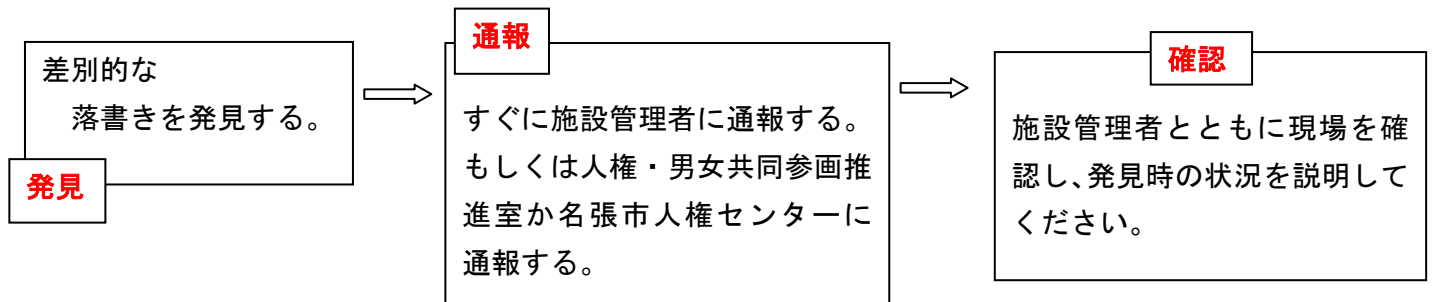 発見
差別的な
落書きを発見する。
通報
すぐに施設管理者に通報する。
もしくは人権・男女共同参画推
進室か名張市人権センターに
通報する。
確認
施設管理者とともに現場を確
認し、発見時の状況を説明して
ください。